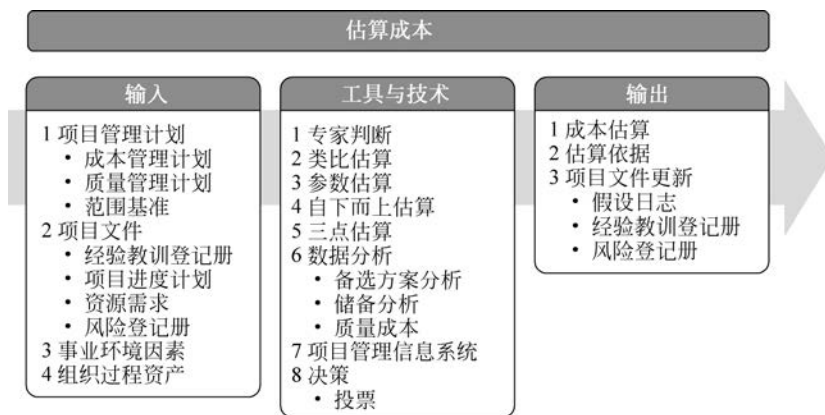 估算成本
输入
1 项目管理计划
• 成本管理计划
• 质量管理计划
• 范围基准
2 项目文件
• 经验教训登记册
• 项目进度计划
• 资源需求
• 风险登记册
3 事业环境因素
4 组织过程资产
工具与技术
1 专家判断
2 类比估算
3 参数估算
4 自下而上估算
5 三点估算
6 数据分析
• 备选方案分析
• 储备分析
• 质量成本
7 项目管理信息系统
8 决策
• 投票
输出
1 成本估算
2 估算依据
3 项目文件更新
• 假设日志
• 经验教训登记册
• 风险登记册